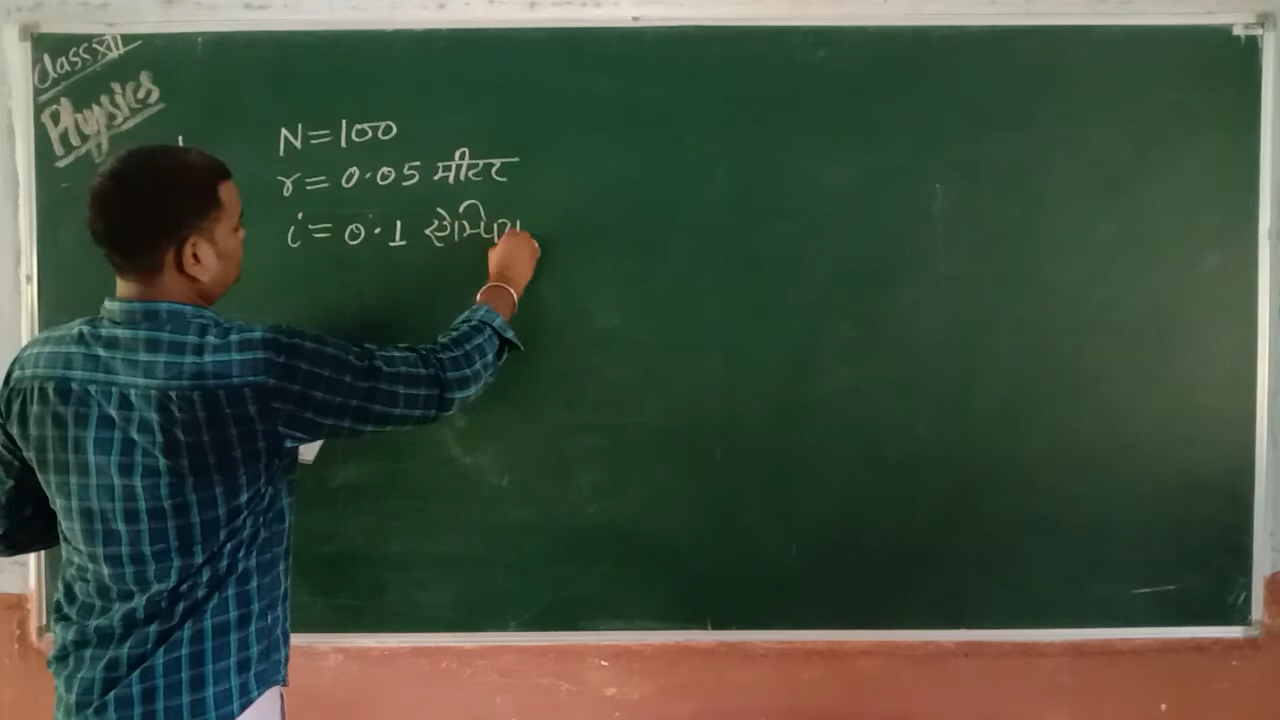 Class XII
Physics
N = 100
r = 0.05 मीटर
i = 0.1